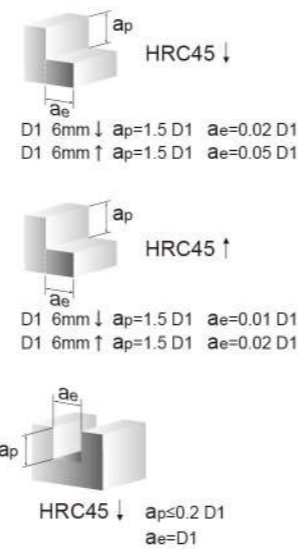 ap
HRC45 ↓
ae
D1 6mm ↓ ap=1.5 D1 ae=0.02 D1
D1 6mm ↑ ap=1.5 D1 ae=0.05 D1
ap
HRC45 ↑
ae
D1 6mm ↓ ap=1.5 D1 ae=0.01 D1
D1 6mm ↑ ap=1.5 D1 ae=0.02 D1
ae
ap
HRC45 ↓ ap≤0.2 D1
ae=D1